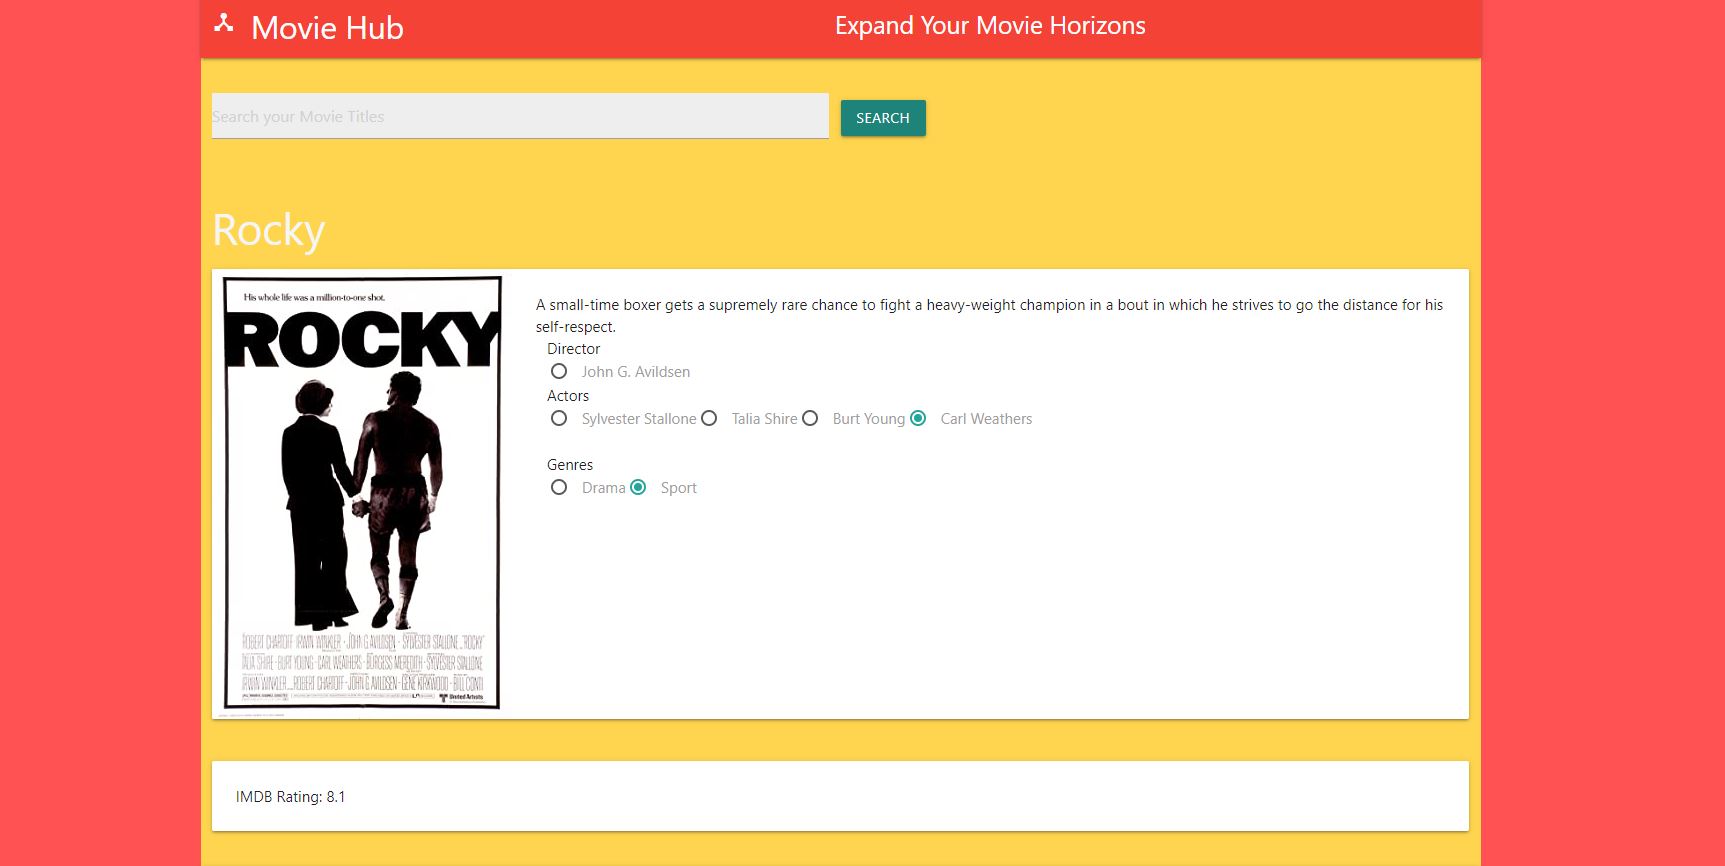 Movie Hub
Expand Your Movie Horizons
Search your Movie Titles
SEARCH
Rocky
His whole life was a million-to-one shot.
ROCKY
ROBERT CHARTOFF IRWIN WINKLER · JOHN G. AVILDSEN · SYLVESTER STALLONE "ROCKY"
TALIA SHIRE · BURT YOUNG · CARL WEATHERS · BURGESS MEREDITH · SYLVESTER STALLONE
IRWIN WINKLER ROBERT CHARTOFF · JOHN G. AVILDSEN · GENE KIRKWOOD · BILL CONTI
United Artists
A small-time boxer gets a supremely rare chance to fight a heavy-weight champion in a bout in which he strives to go the distance for his
self-respect.
Director
John G. Avildsen
Actors
Sylvester Stallone Talia Shire Burt Young Carl Weathers
Genres
Drama Sport
IMDB Rating: 8.1